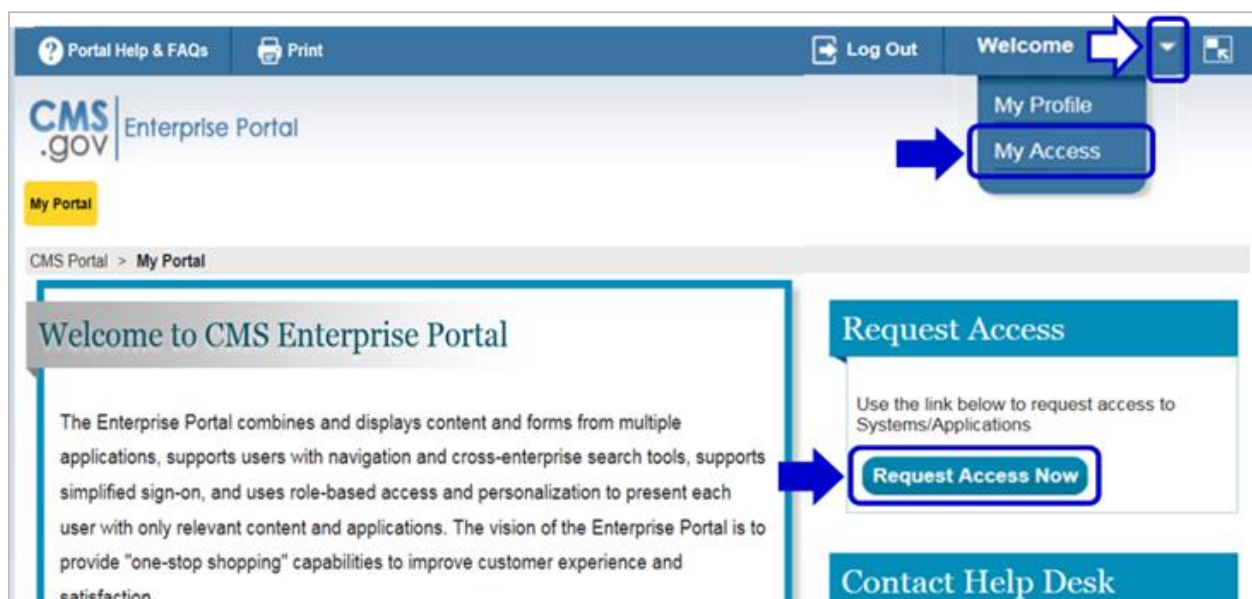 Portal Help & FAQs
Print
Log Out
Welcome
My Profile
My Access
CMS
.gov
Enterprise Portal
My Portal
CMS Portal > My Portal
Welcome to CMS Enterprise Portal
The Enterprise Portal combines and displays content and forms from multiple
applications, supports users with navigation and cross-enterprise search tools, supports
simplified sign-on, and uses role-based access and personalization to present each
user with only relevant content and applications. The vision of the Enterprise Portal is to
provide "one-stop shopping" capabilities to improve customer experience and
satisfaction.
Request Access
Use the link below to request access to
Systems/Applications
Request Access Now
Contact Help Desk